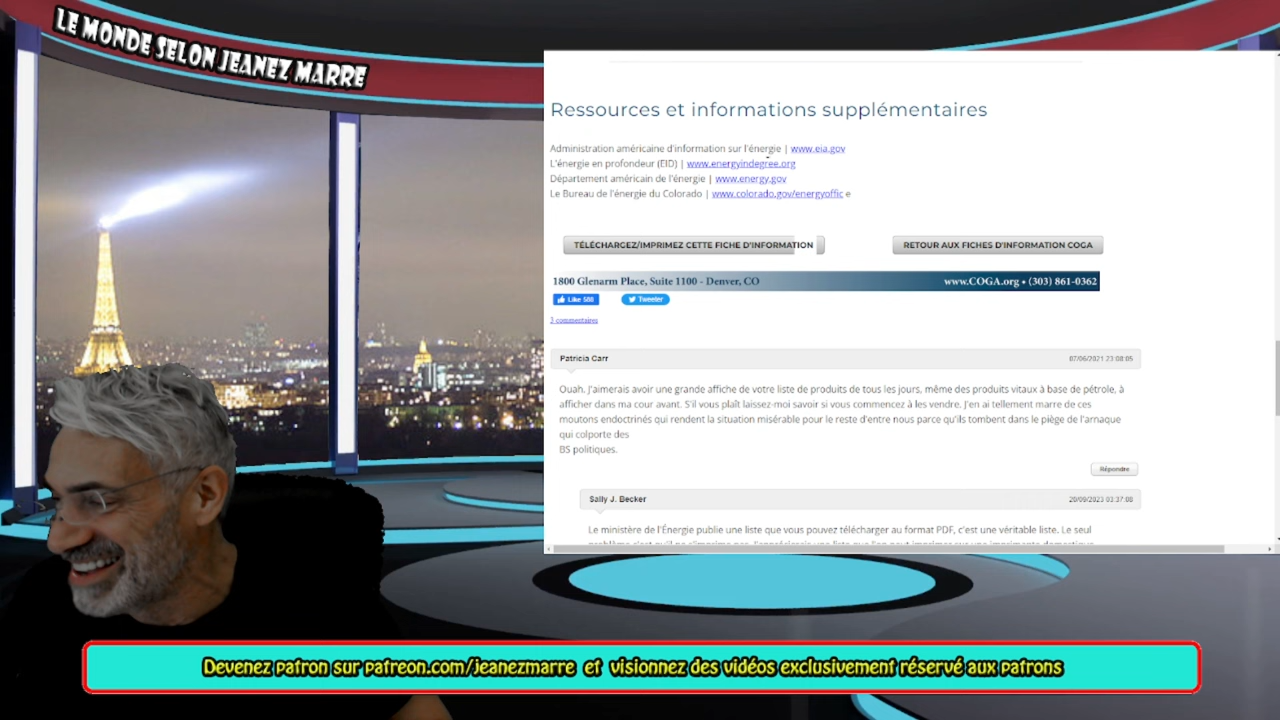 LE MONDE SELON JEANEZ MARRE
Ressources et informations supplémentaires
Administration américaine d'information sur l'énergie | www.eia.gov
L'énergie en profondeur (EID) | www.energyindegree.org
Département américain de l'énergie | www.energy.gov
Le Bureau de l'énergie du Colorado | www.colorado.gov/energyoffic e
TÉLÉCHARGEZ/IMPRIMEZ CETTE FICHE D'INFORMATION
RETOUR AUX FICHES D'INFORMATION COGA
1800 Glenarm Place, Suite 1100 - Denver, CO
www.COGA.org • (303) 861-0362
Like 588
Tweeter
3 commentaires
Patricia Carr
07/06/2021 23:08:05
Ouah, j'aimerais avoir une grande affiche de votre liste de produits de tous les jours, même des produits vitaux à base de pétrole, à
afficher dans ma cour avant. S'il vous plaît laissez-moi savoir si vous commencez à les vendre. J'en ai tellement marre de ces
moutons endoctrinés qui rendent la situation misérable pour le reste d'entre nous parce qu'ils tombent dans le piège de l'arnaque
qui colporte des
BS politiques.
Répondre
Sally J. Becker
20/09/2023 03:37:08
Le ministère de l'Énergie publie une liste que vous pouvez télécharger au format PDF, c'est une véritable liste. Le seul
Devenez patron sur patreon.com/jeanezmarre et visionnez des vidéos exclusivement réservé aux patrons